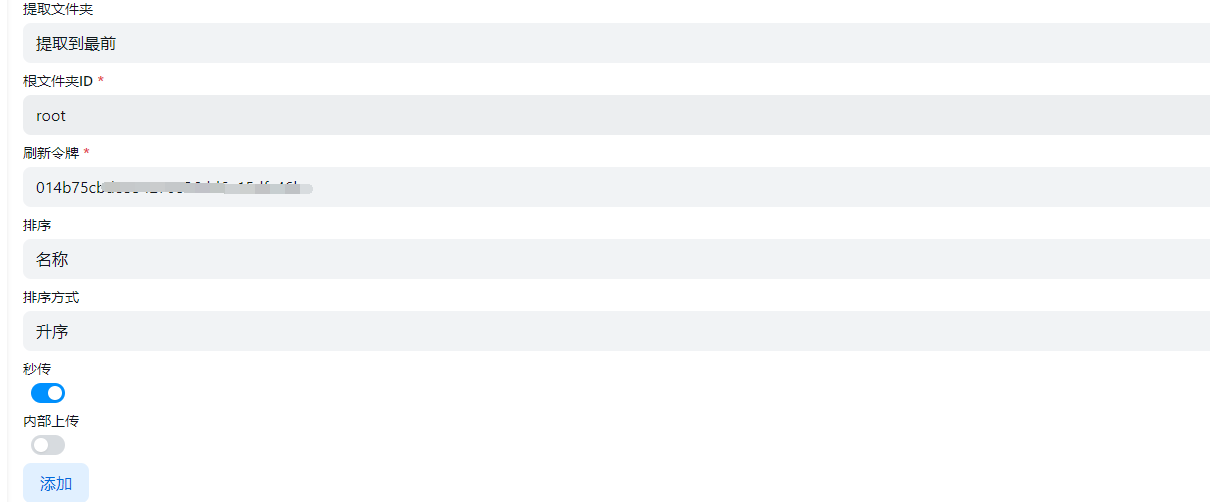 提取文件夹
提取到最前
根文件夹ID *
root
刷新令牌 *
014b75cb
排序
名称
排序方式
升序
秒传
内部上传
添加